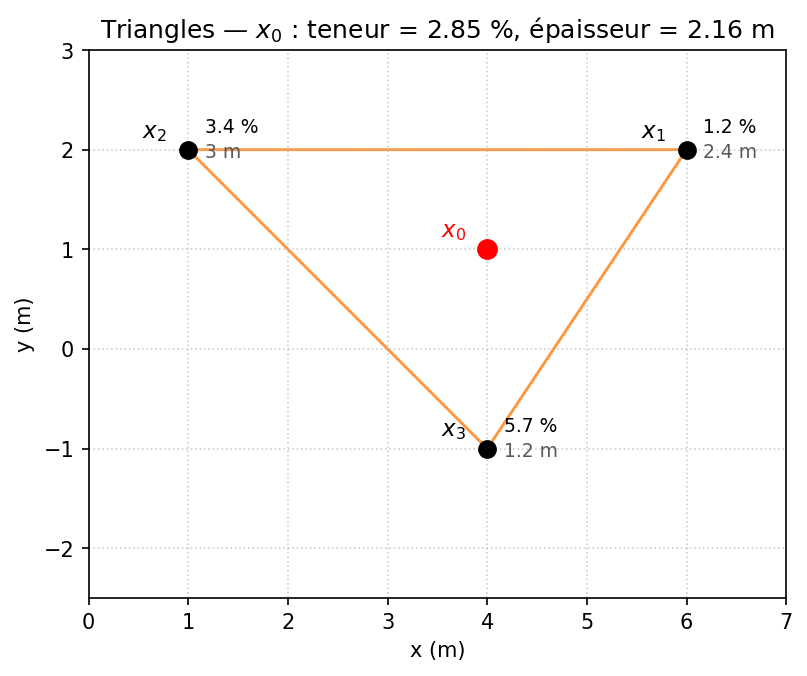 Triangles — x₀ : teneur = 2.85 %, épaisseur = 2.16 m
3
x₂
3.4 %
3 m
x₁
1.2 %
2.4 m
2
x₀
1
y (m)
0
x₃
5.7 %
1.2 m
−1
−2
0 1 2 3 4 5 6 7
x (m)